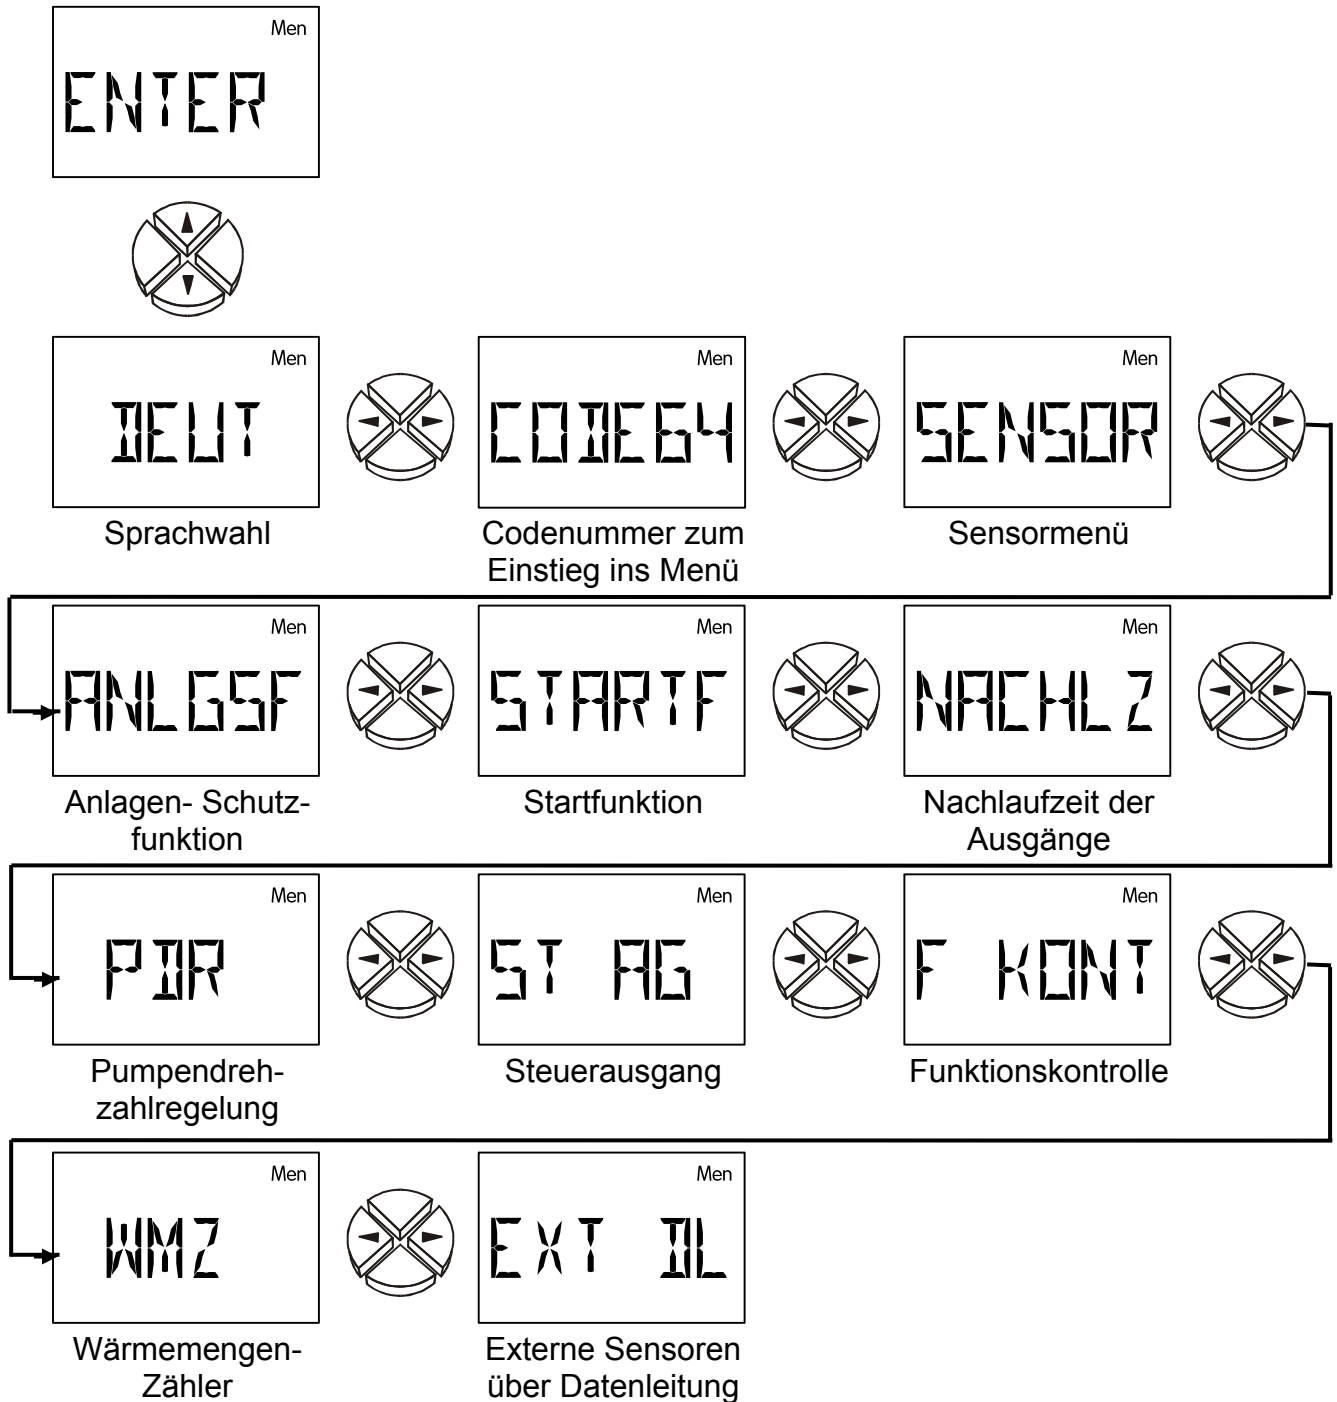 Men
ENTER
Men
DEUT
Men
CODE64
Men
SENSOR
Sprachwahl
Codenummer zum
Einstieg ins Menü
Sensormenü
Men
ANLGSF
Men
STARTF
Men
NACHLZ
Anlagen- Schutz-
funktion
Startfunktion
Nachlaufzeit der
Ausgänge
Men
PDR
Men
ST AG
Men
F KONT
Pumpendreh-
zahlregelung
Steuerausgang
Funktionskontrolle
Men
WMZ
Men
EXT DL
Wärmemengen-
Zähler
Externe Sensoren
über Datenleitung